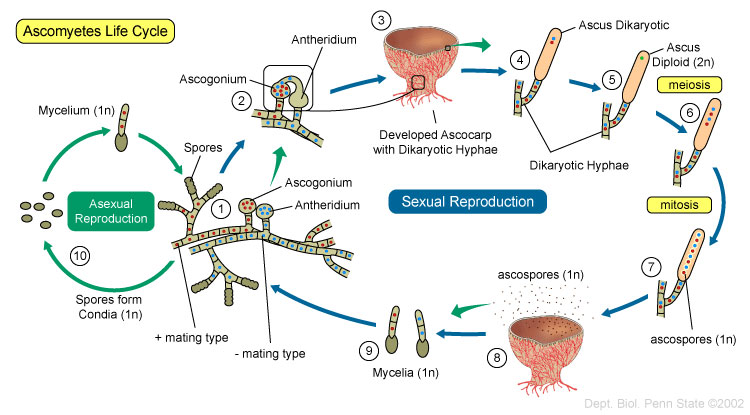 Ascomyetes Life Cycle
Antheridium
Ascogonium
2
3
Developed Ascocarp
with Dikaryotic Hyphae
Ascus Dikaryotic
4
Ascus
Diploid (2n)
5
meiosis
6
Dikaryotic Hyphae
mitosis
7
ascospores (1n)
ascospores (1n)
8
Mycelia (1n)
9
Sexual Reproduction
Mycelium (1n)
Spores
Asexual
Reproduction
1
Ascogonium
Antheridium
10
Spores form
Condia (1n)
+ mating type
- mating type
Dept. Biol. Penn State ©2002